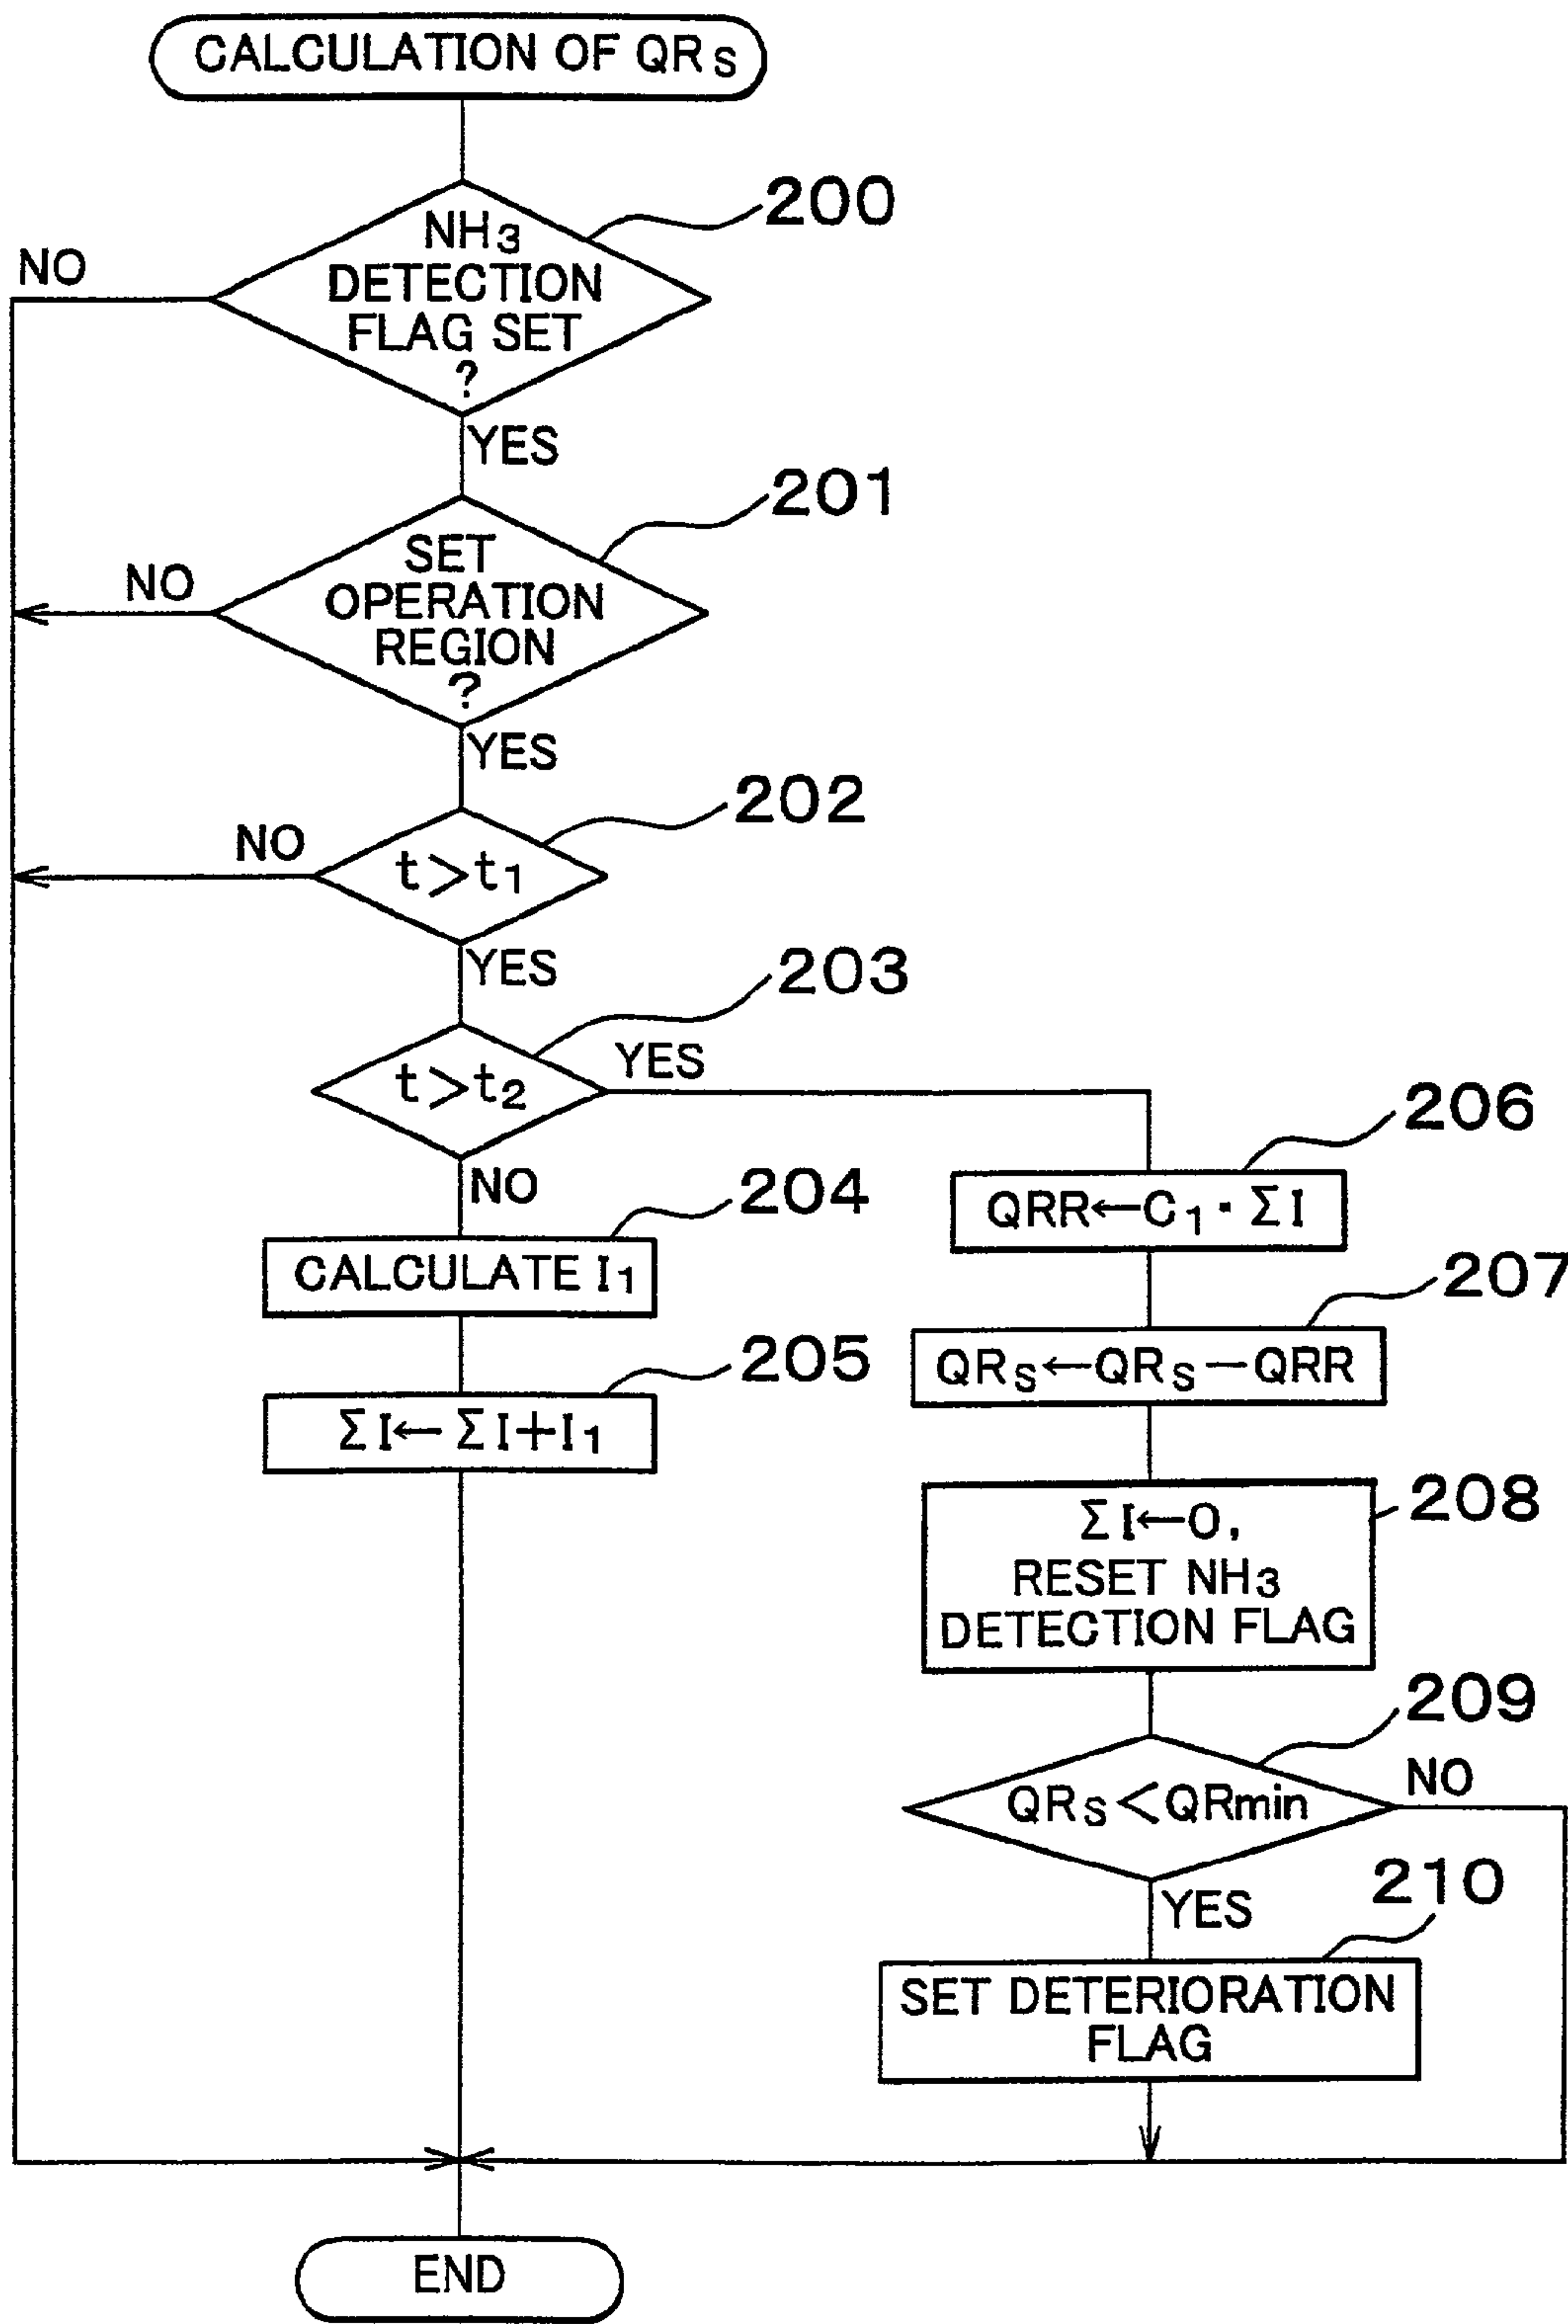 CALCULATION OF QRS
200
NH3
DETECTION
FLAG SET
?
NO
YES
201
SET
OPERATION
REGION
?
NO
YES
202
t>t1
NO
YES
203
t>t2
YES
NO
204
CALCULATE I1
205
ΣI←ΣI+I1
206
QRR←C1·ΣI
207
QRS←QRS−QRR
208
ΣI←0,
RESET NH3
DETECTION FLAG
209
QRS<QRmin
NO
YES
210
SET DETERIORATION
FLAG
END